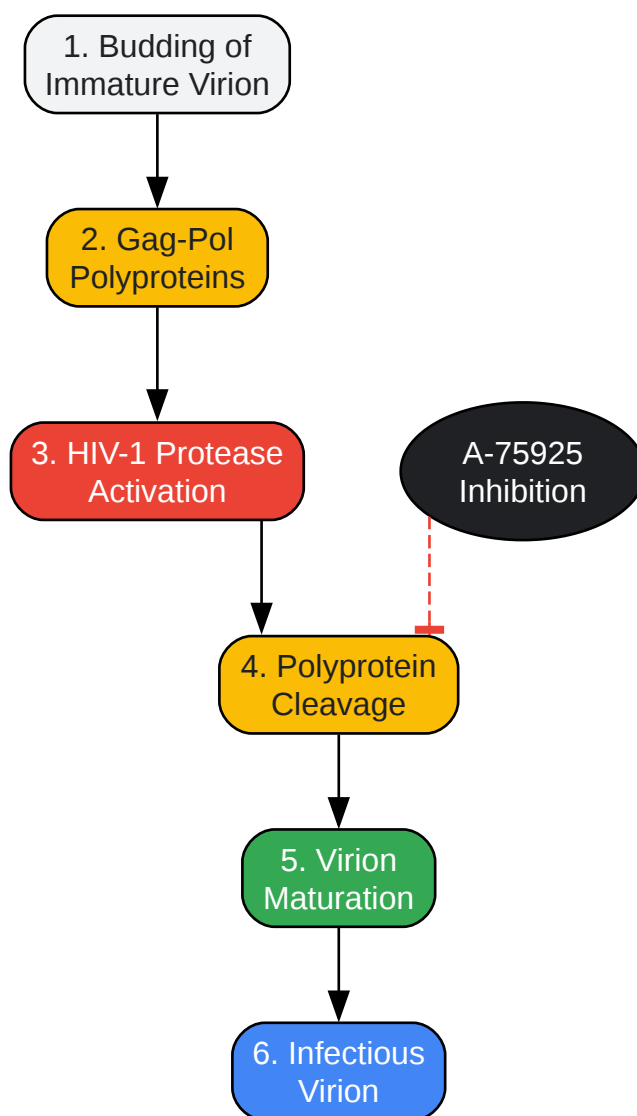 1. Budding of
Immature Virion
2. Gag-Pol
Polyproteins
3. HIV-1 Protease
Activation
A-75925
Inhibition
4. Polyprotein
Cleavage
5. Virion
Maturation
6. Infectious
Virion